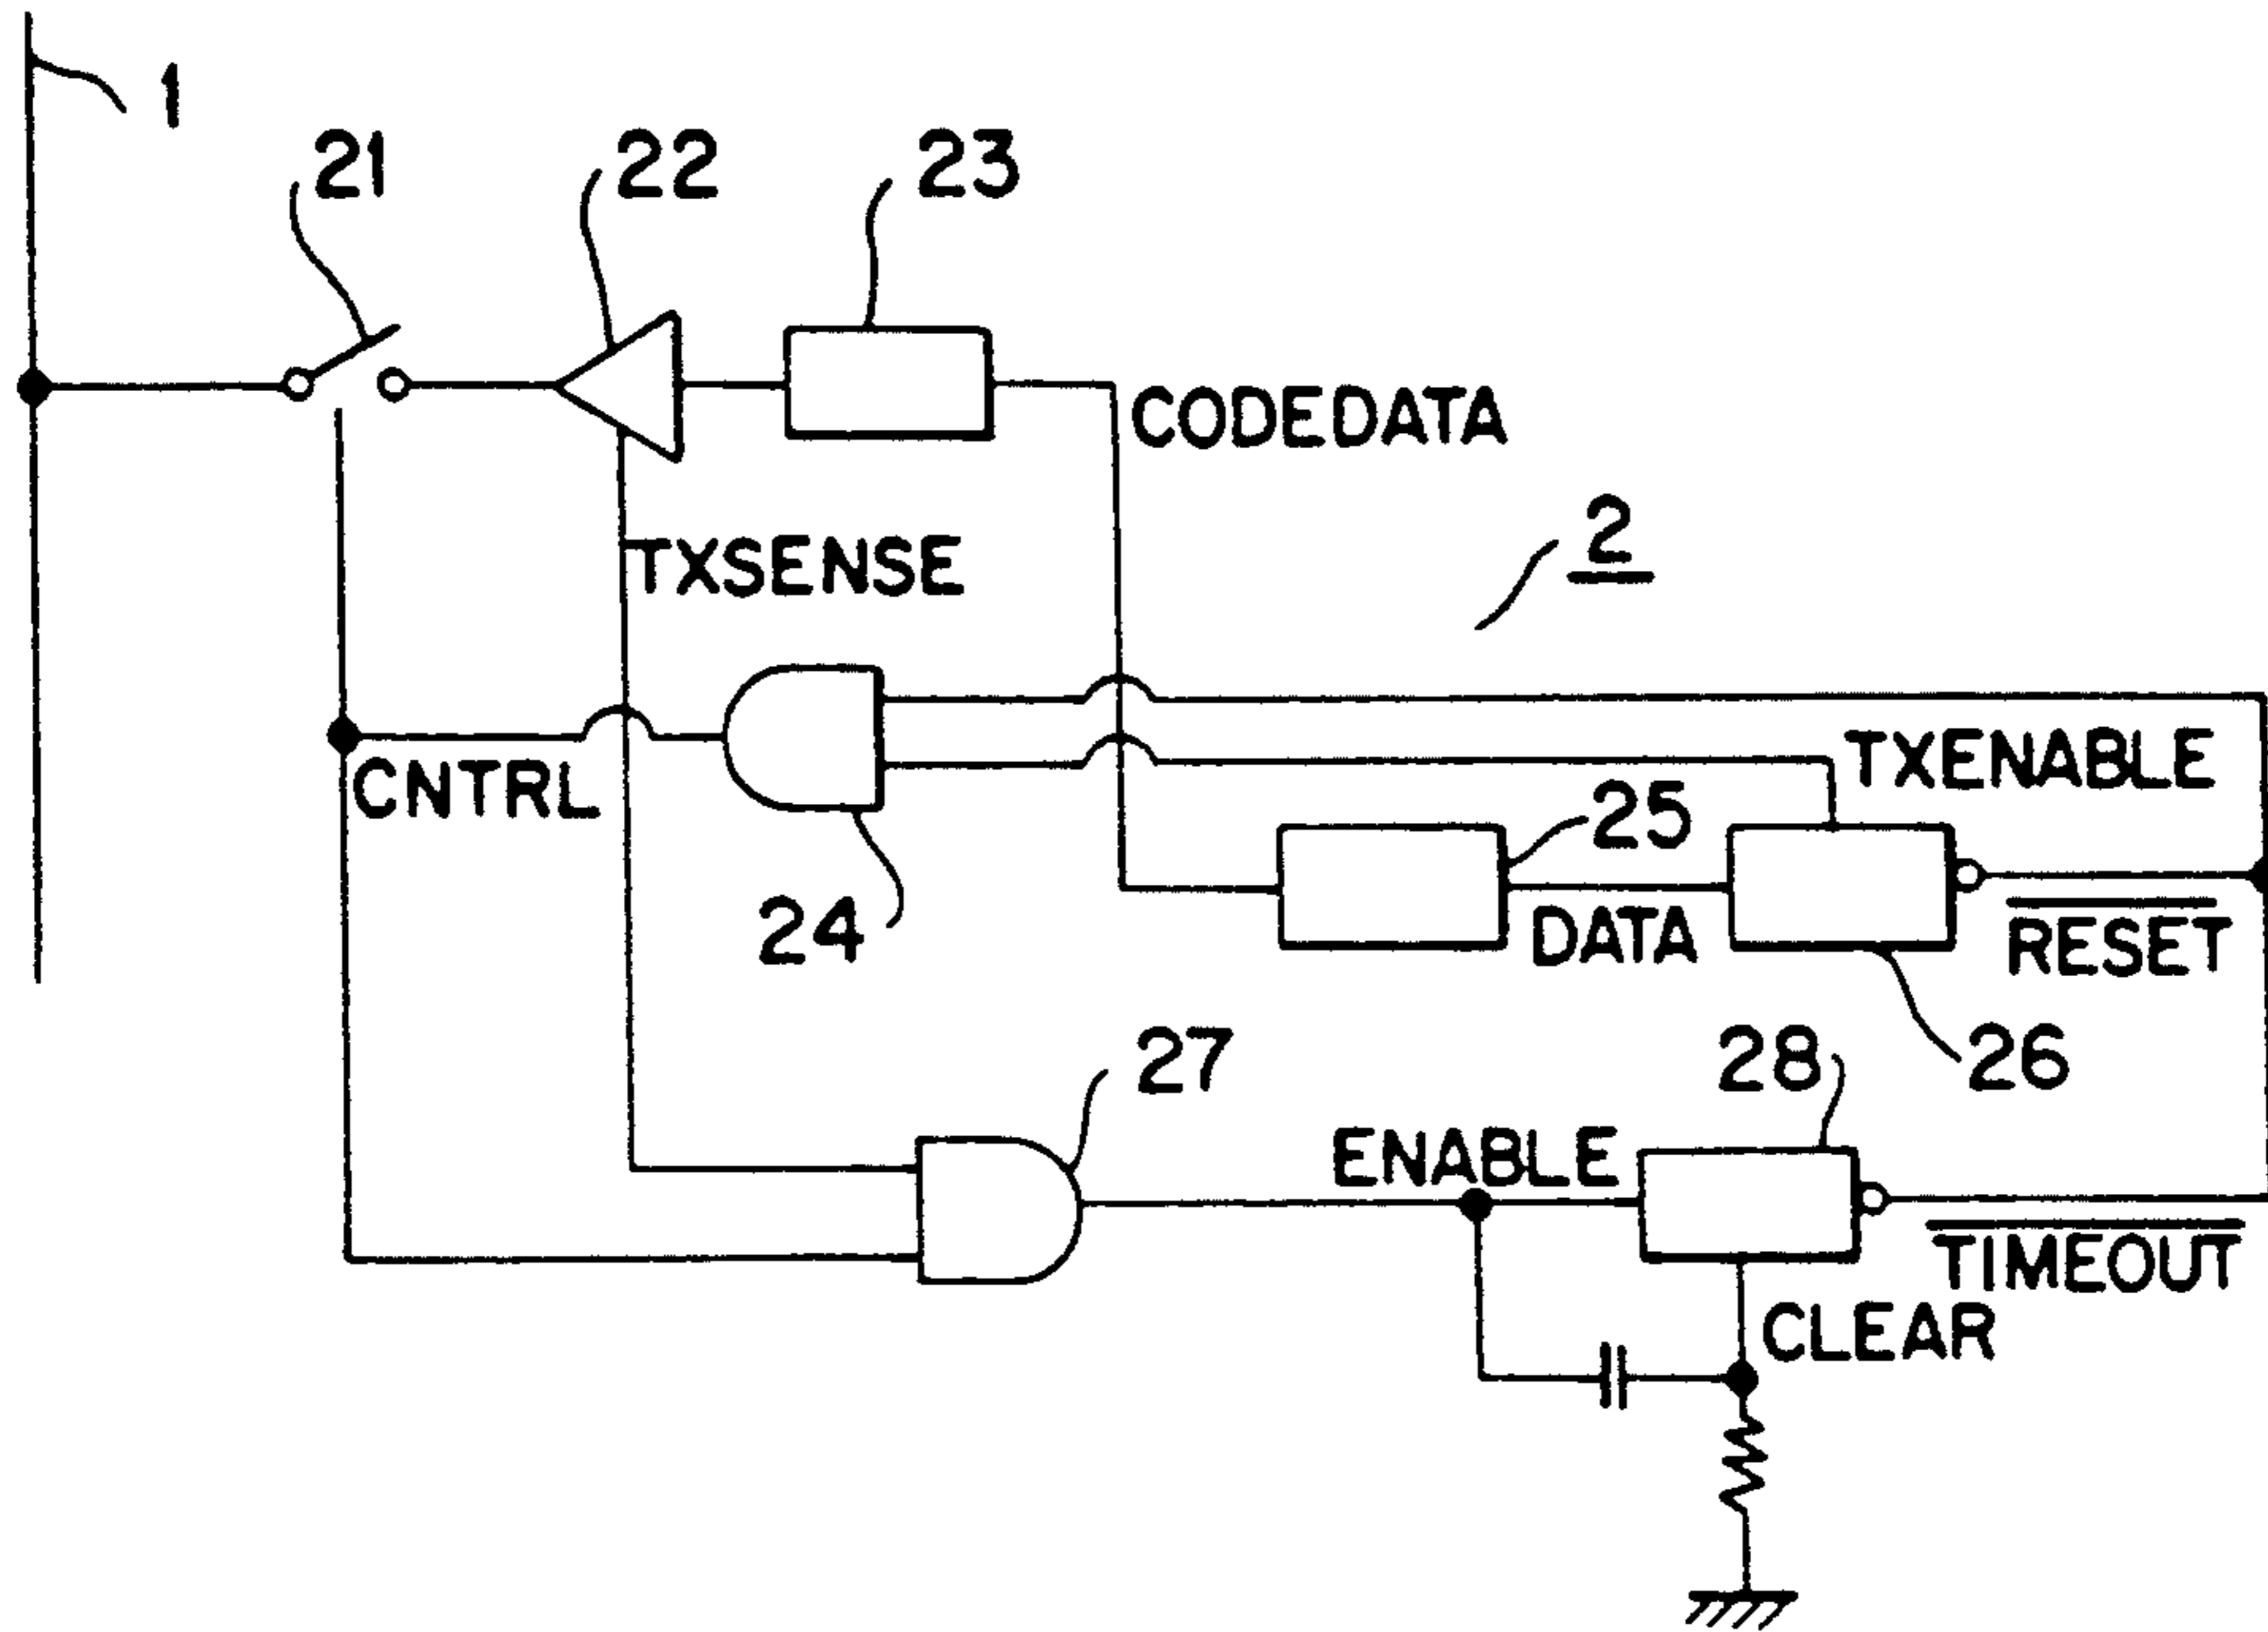 1
21
22
23
CODEDATA
2
TXSENSE
TXENABLE
CNTRL
25
24
DATA
RESET
27
28
26
ENABLE
TIMEOUT
CLEAR